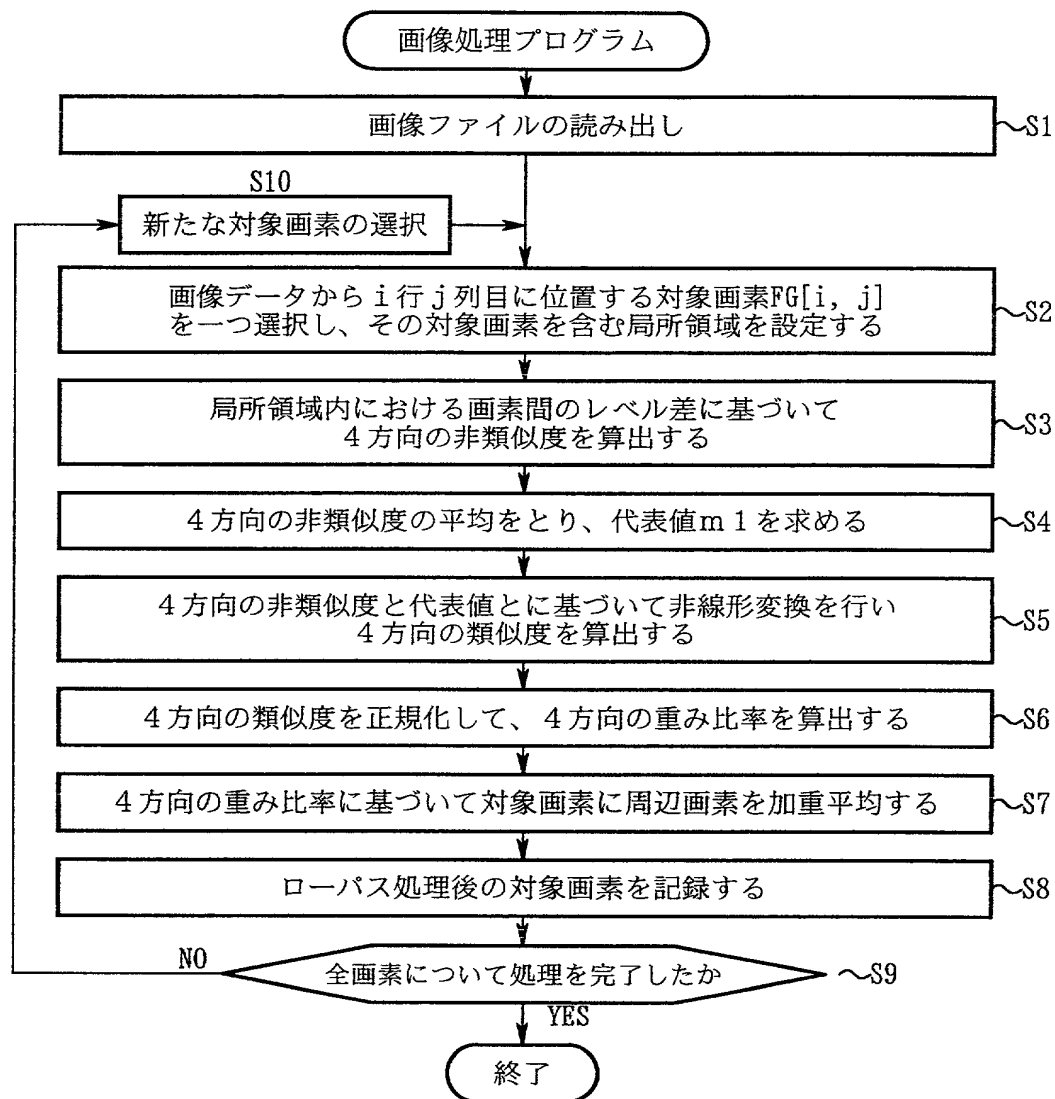 画像処理プログラム
画像ファイルの読み出し
~S1
S10
新たな対象画素の選択
画像データからｉ行ｊ列目に位置する対象画素FG[i, j]
を一つ選択し、その対象画素を含む局所領域を設定する
~S2
局所領域内における画素間のレベル差に基づいて
４方向の非類似度を算出する
~S3
４方向の非類似度の平均をとり、代表値ｍ１を求める
~S4
４方向の非類似度と代表値とに基づいて非線形変換を行い
４方向の類似度を算出する
~S5
４方向の類似度を正規化して、４方向の重み比率を算出する
~S6
４方向の重み比率に基づいて対象画素に周辺画素を加重平均する
~S7
ローパス処理後の対象画素を記録する
~S8
NO
全画素について処理を完了したか
~S9
YES
終了